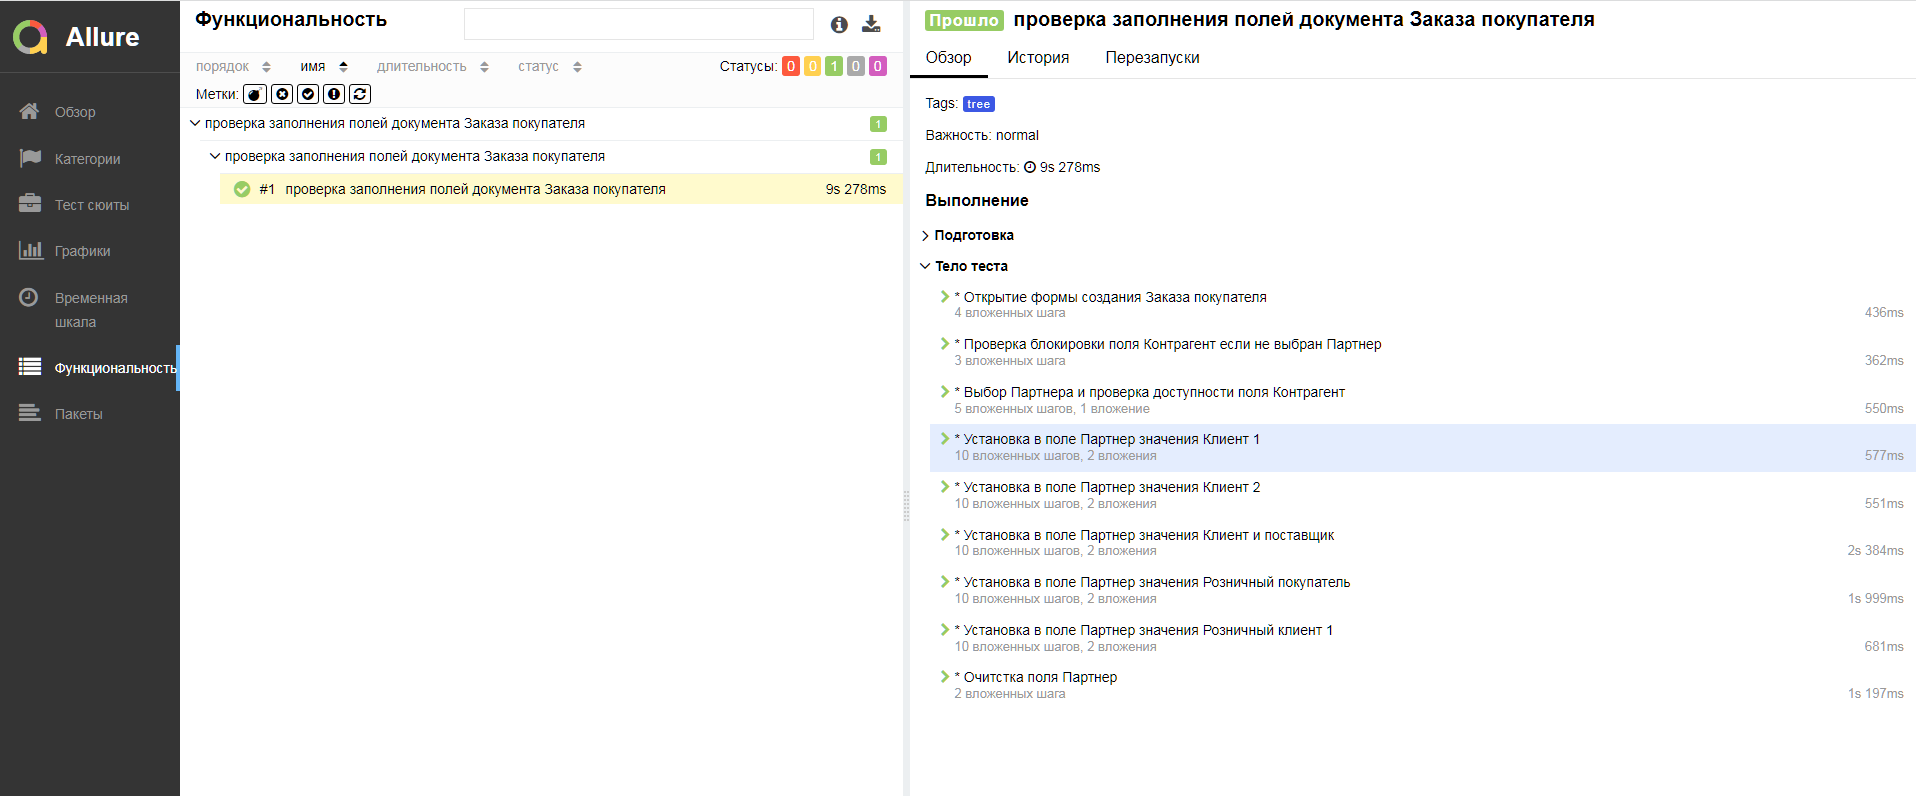 Allure
Обзор
Категории
Тест сюиты
Графики
Временная
шкала
Функциональность
Пакеты
Функциональность
порядок имя длительность статус Статусы: 0 0 1 0 0
Метки:
проверка заполнения полей документа Заказа покупателя 1
проверка заполнения полей документа Заказа покупателя 1
#1 проверка заполнения полей документа Заказа покупателя 9s 278ms
Прошло проверка заполнения полей документа Заказа покупателя
Обзор История Перезапуски
Tags: tree
Важность: normal
Длительность: 9s 278ms
Выполнение
Подготовка
Тело теста
* Открытие формы создания Заказа покупателя
4 вложенных шага 436ms
* Проверка блокировки поля Контрагент если не выбран Партнер
3 вложенных шага 362ms
* Выбор Партнера и проверка доступности поля Контрагент
5 вложенных шагов, 1 вложение 550ms
* Установка в поле Партнер значения Клиент 1
10 вложенных шагов, 2 вложения 577ms
* Установка в поле Партнер значения Клиент 2
10 вложенных шагов, 2 вложения 551ms
* Установка в поле Партнер значения Клиент и поставщик
10 вложенных шагов, 2 вложения 2s 384ms
* Установка в поле Партнер значения Розничный покупатель
10 вложенных шагов, 2 вложения 1s 999ms
* Установка в поле Партнер значения Розничный клиент 1
10 вложенных шагов, 2 вложения 681ms
* Очитстка поля Партнер
2 вложенных шага 1s 197ms